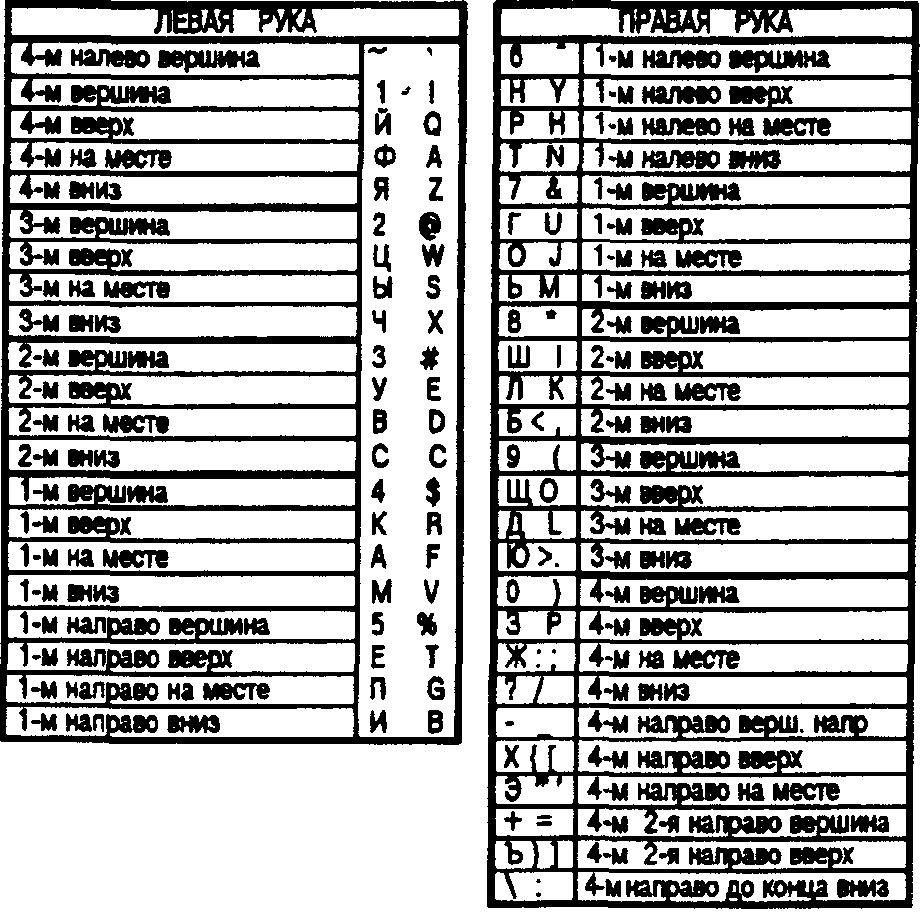 ЛЕВАЯ РУКА
4-м налево вершина ~ `
4-м вершина 1 !
4-м вверх Й Q
4-м на месте Ф A
4-м вниз Я Z
3-м вершина 2 @
3-м вверх Ц W
3-м на месте Ы S
3-м вниз Ч X
2-м вершина 3 #
2-м вверх У E
2-м на месте В D
2-м вниз С C
1-м вершина 4 $
1-м вверх К R
1-м на месте А F
1-м вниз М V
1-м направо вершина 5 %
1-м направо вверх Е T
1-м направо на месте П G
1-м направо вниз И B
ПРАВАЯ РУКА
6 ^ 1-м налево вершина
Н Y 1-м налево вверх
Р H 1-м налево на месте
Т N 1-м налево вниз
7 & 1-м вершина
Г U 1-м вверх
О J 1-м на месте
Ь M 1-м вниз
8 * 2-м вершина
Ш I 2-м вверх
Л K 2-м на месте
Б < , 2-м вниз
9 ( 3-м вершина
Щ O 3-м вверх
Д L 3-м на месте
Ю > . 3-м вниз
0 ) 4-м вершина
З P 4-м вверх
Ж : ; 4-м на месте
? / 4-м вниз
- _ 4-м направо верш. напр
Х { [ 4-м направо вверх
Э " ' 4-м направо на месте
+ = 4-м 2-я направо вершина
Ъ } ] 4-м 2-я направо вверх
\ : 4-м направо до конца вниз